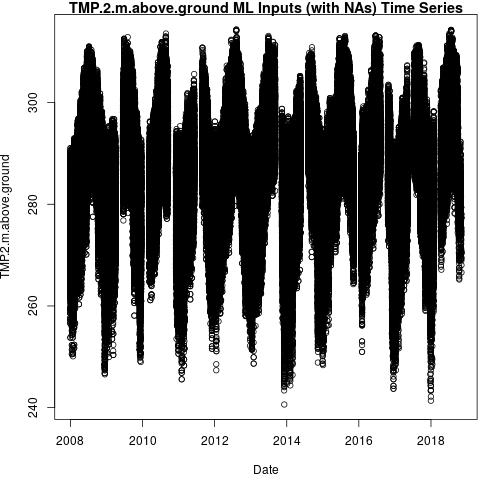 TMP.2.m.above.ground ML Inputs (with NAs) Time Series
TMP.2.m.above.ground
300
280
260
240
2008 2010 2012 2014 2016 2018
Date